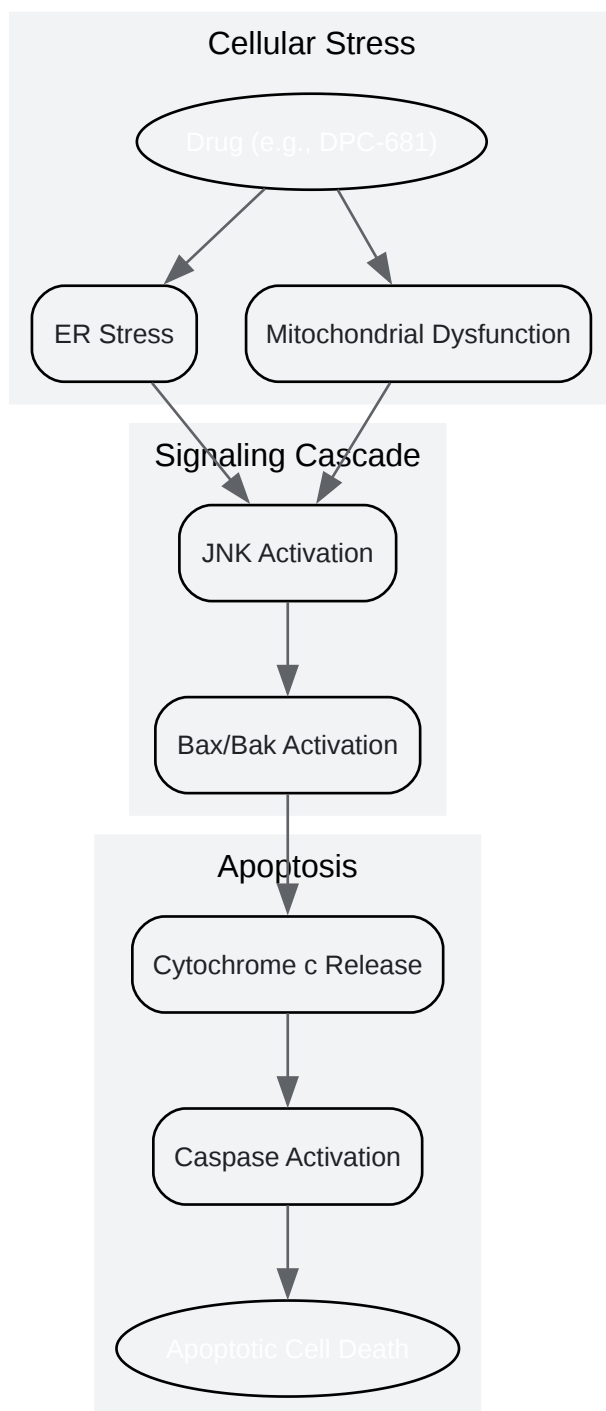 Cellular Stress
Drug (e.g., DPC-681)
ER Stress
Mitochondrial Dysfunction
Signaling Cascade
JNK Activation
Bax/Bak Activation
Apoptosis
Cytochrome c Release
Caspase Activation
Apoptotic Cell Death